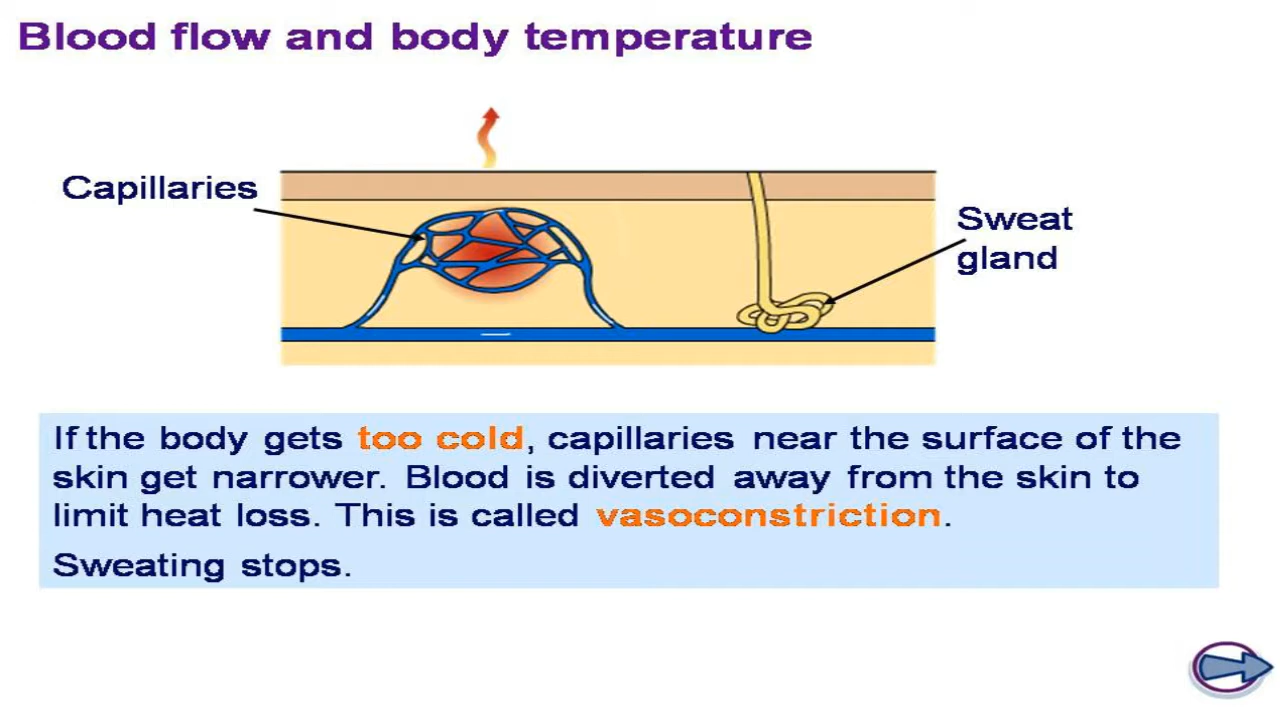 Blood flow and body temperature
Capillaries
Sweat
gland
If the body gets too cold, capillaries near the surface of the
skin get narrower. Blood is diverted away from the skin to
limit heat loss. This is called vasoconstriction.
Sweating stops.